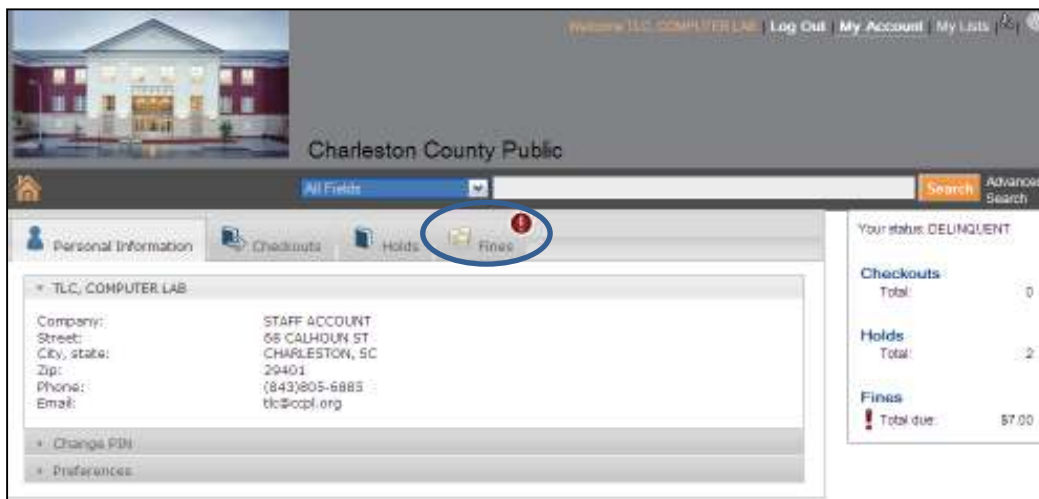 Welcome TLC, COMPUTER LAB | Log Out | My Account | My Lists |
Charleston County Public
All Fields
Search
Advanced
Search
Personal Information
Checkouts
Holds
Fines
TLC, COMPUTER LAB
Company: STAFF ACCOUNT
Street: 68 CALHOUN ST
City, state: CHARLESTON, SC
Zip: 29401
Phone: (843)805-6885
Email: tlc@ccpl.org
Change PIN
Preferences
Your status: DELINQUENT
Checkouts
Total: 0
Holds
Total: 2
Fines
! Total due: $7.00